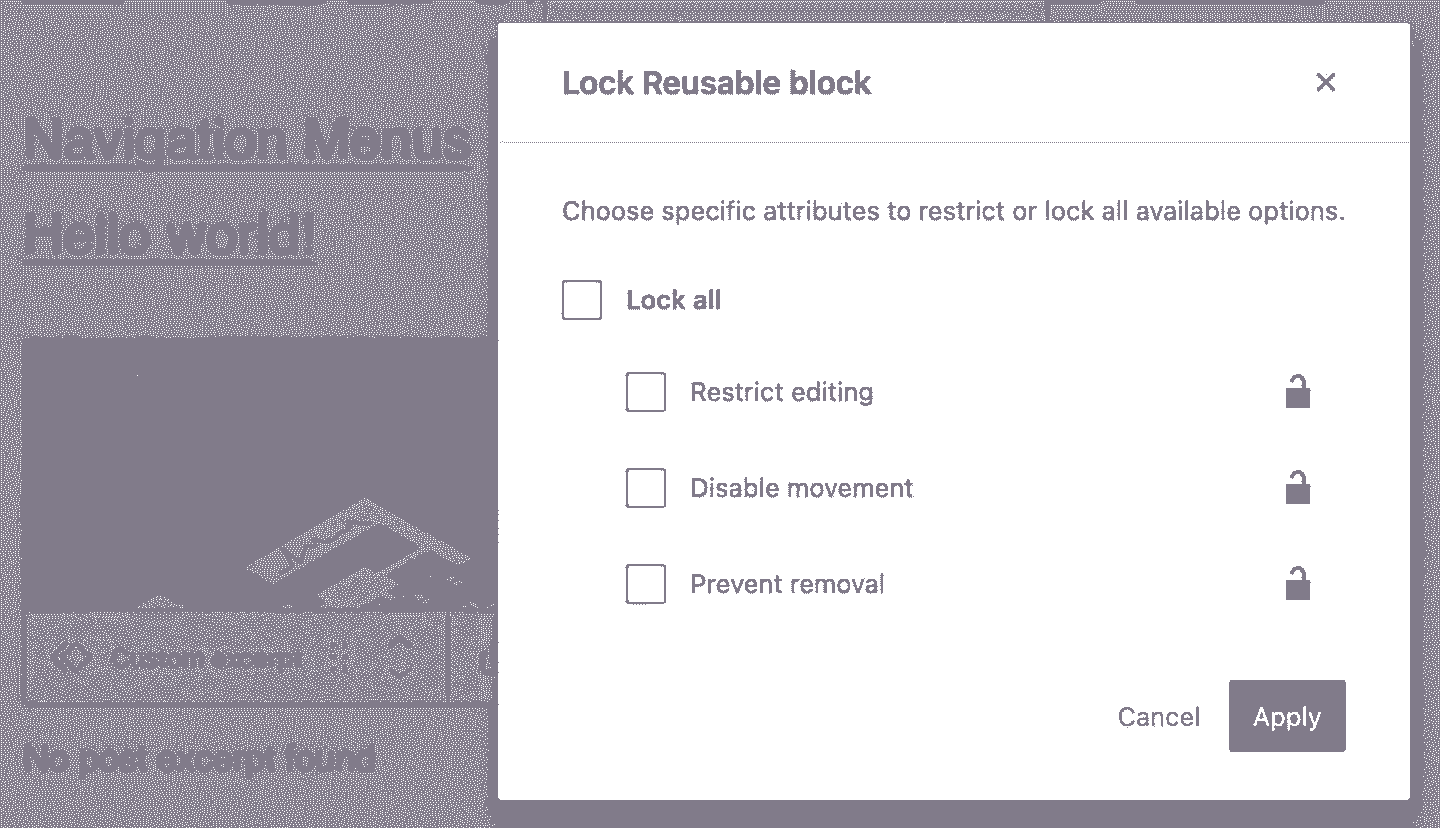 Lock Reusable block
Navigation Menus
Choose specific attributes to restrict or lock all available options.
Hello world!
Lock all
Restrict editing
Disable movement
Prevent removal
Custom excerpt
Cancel
Apply
No post excerpt found